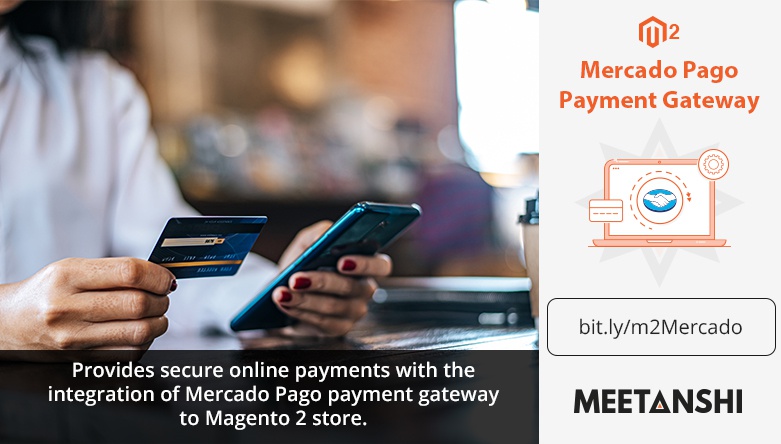 Provides secure online payments with the
integration of Mercado Pago payment gateway
to Magento 2 store.
2
Mercado Pago
Payment Gateway
bit.ly/m2Mercado
MEETANSHI